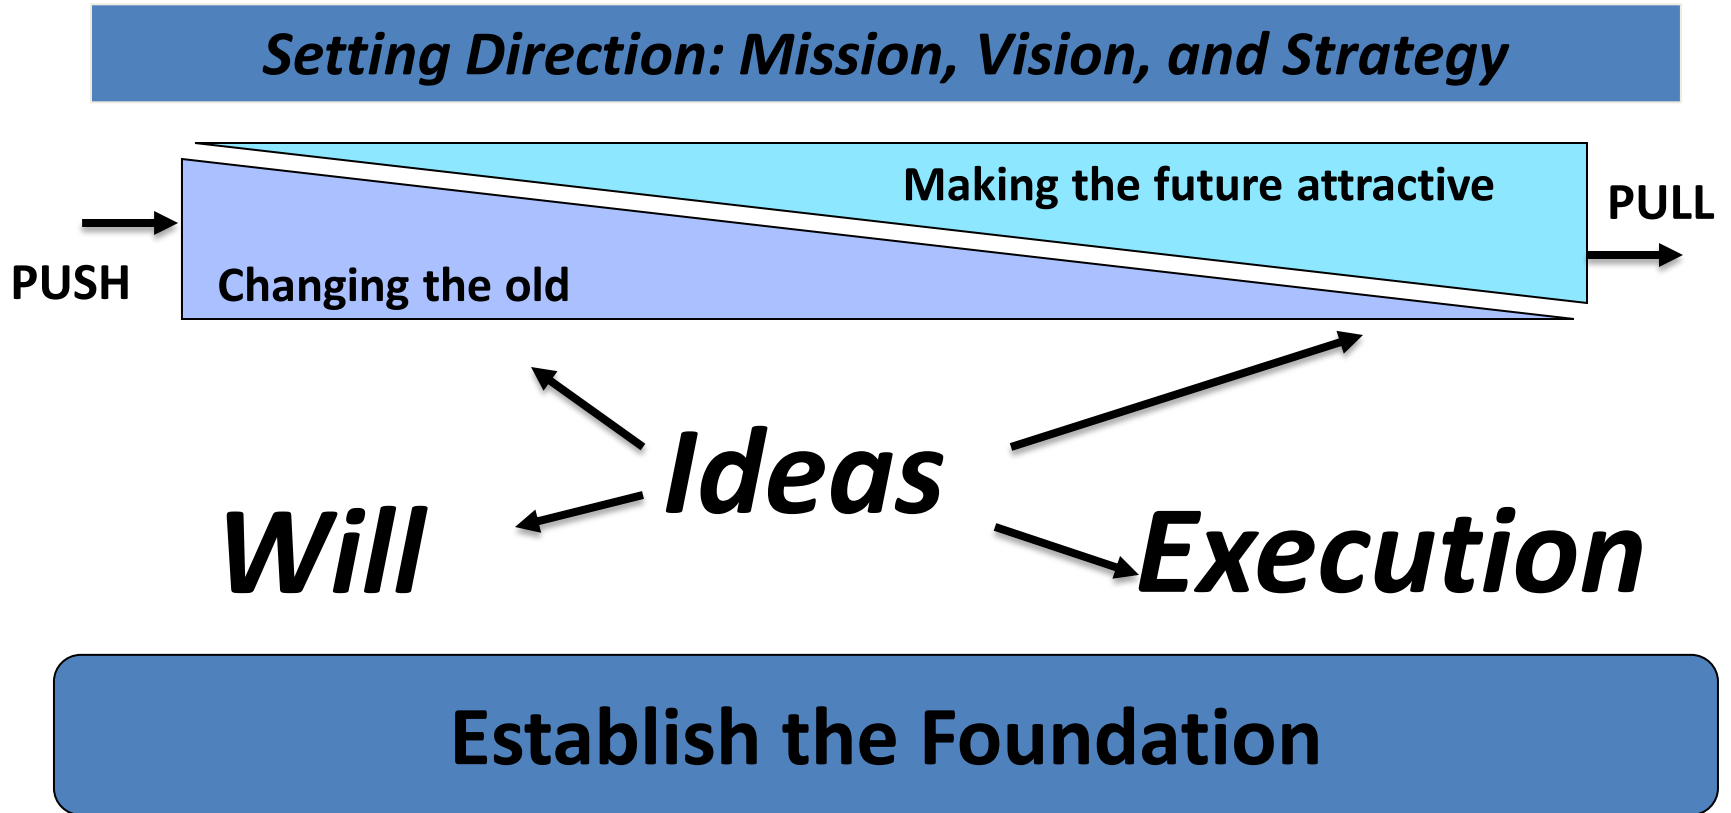 Setting Direction: Mission, Vision, and Strategy
Making the future attractive
PULL
PUSH
Changing the old
Ideas
Will
Execution
Establish the Foundation